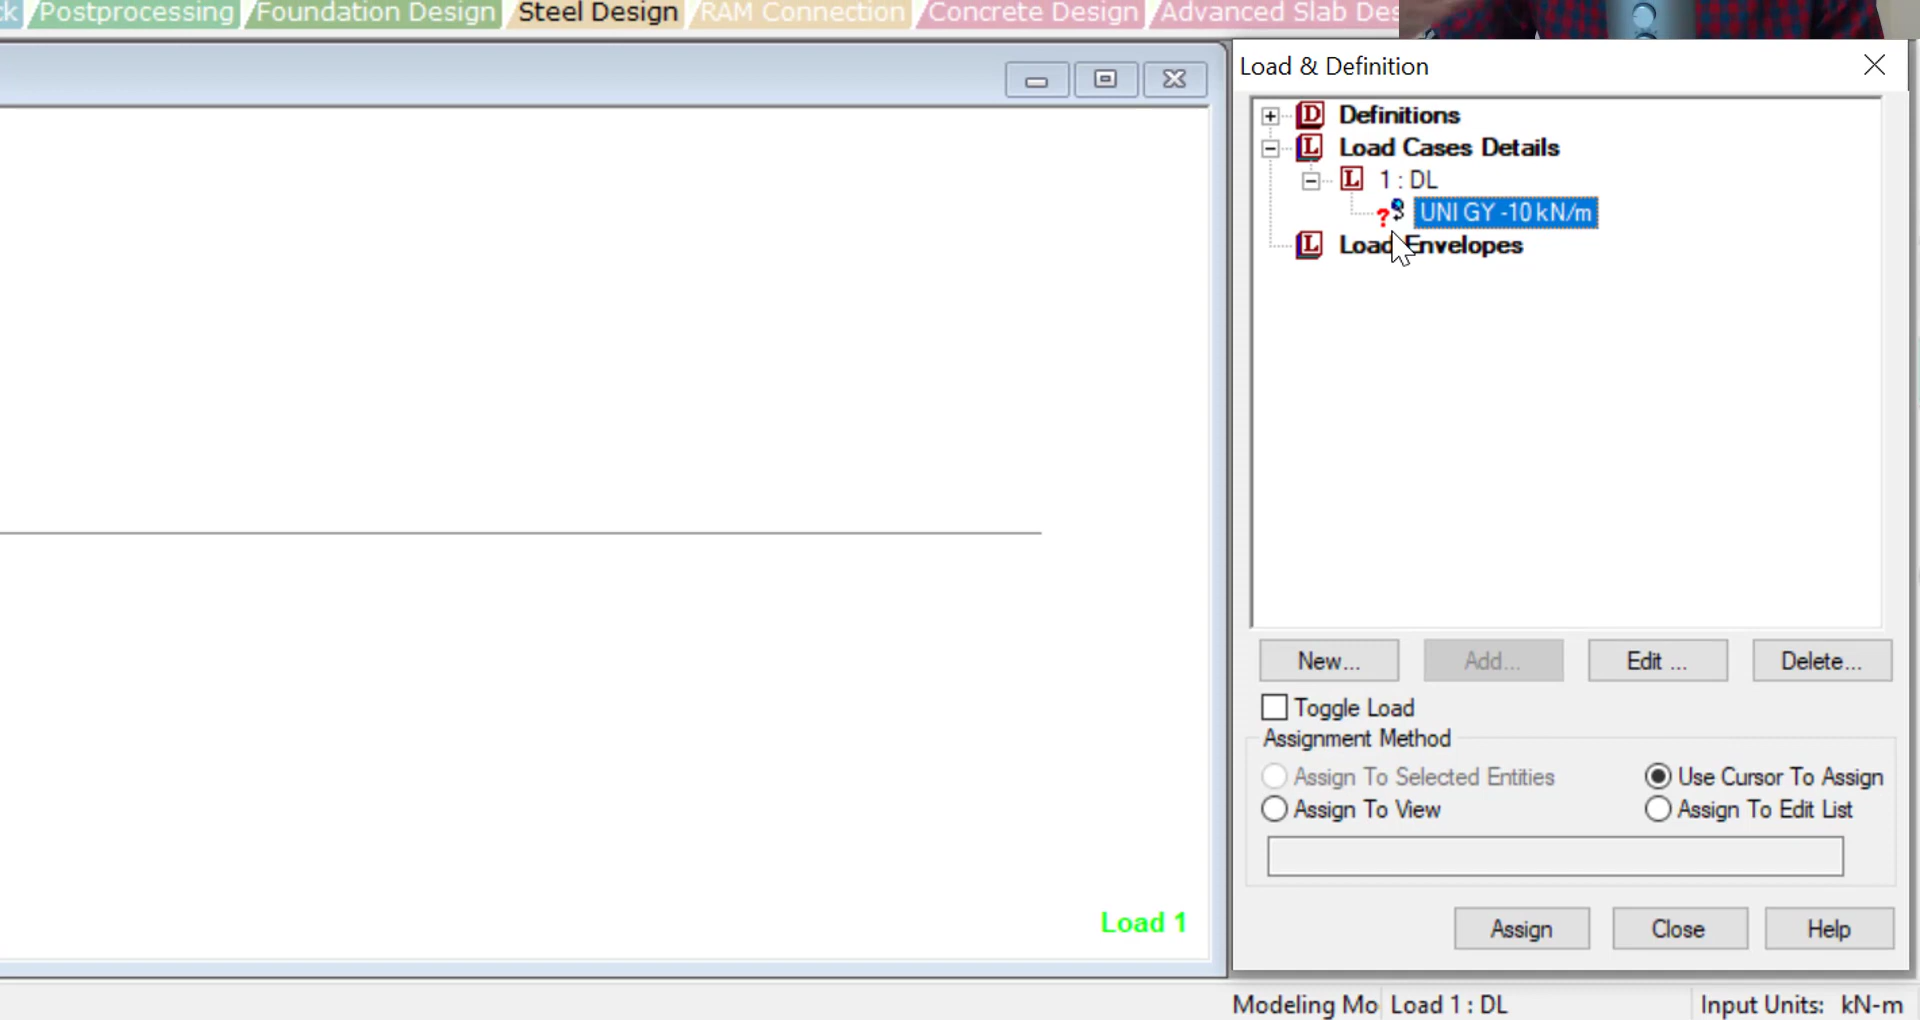 Postprocessing Foundation Design Steel Design RAM Connection Concrete Design Advanced Slab Des
Load & Definition
D Definitions
L Load Cases Details
L 1 : DL
? UNI GY -10 kN/m
L Load Envelopes
New... Add... Edit ... Delete...
Toggle Load
Assignment Method
Assign To Selected Entities Use Cursor To Assign
Assign To View Assign To Edit List
Load 1
Assign Close Help
Modeling Mo Load 1 : DL Input Units: kN-m